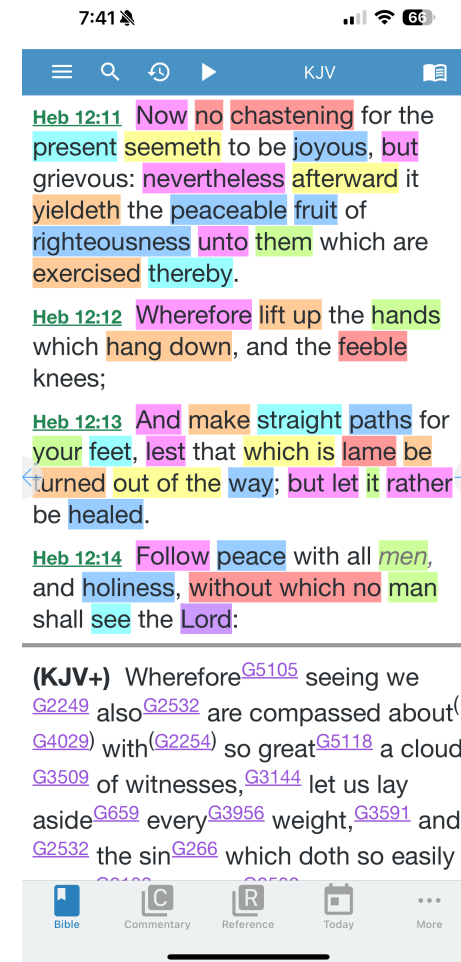 7:41 66
KJV
Heb 12:11 Now no chastening for the
present seemeth to be joyous, but
grievous: nevertheless afterward it
yieldeth the peaceable fruit of
righteousness unto them which are
exercised thereby.
Heb 12:12 Wherefore lift up the hands
which hang down, and the feeble
knees;
Heb 12:13 And make straight paths for
your feet, lest that which is lame be
turned out of the way; but let it rather
be healed.
Heb 12:14 Follow peace with all men,
and holiness, without which no man
shall see the Lord:
(KJV+) WhereforeG5105 seeing we
G2249 alsoG2532 are compassed about(
G4029) with(G2254) so greatG5118 a cloud
G3509 of witnesses,G3144 let us lay
asideG659 everyG3956 weight,G3591 and
G2532 the sinG266 which doth so easily
C R
Bible Commentary Reference Today More